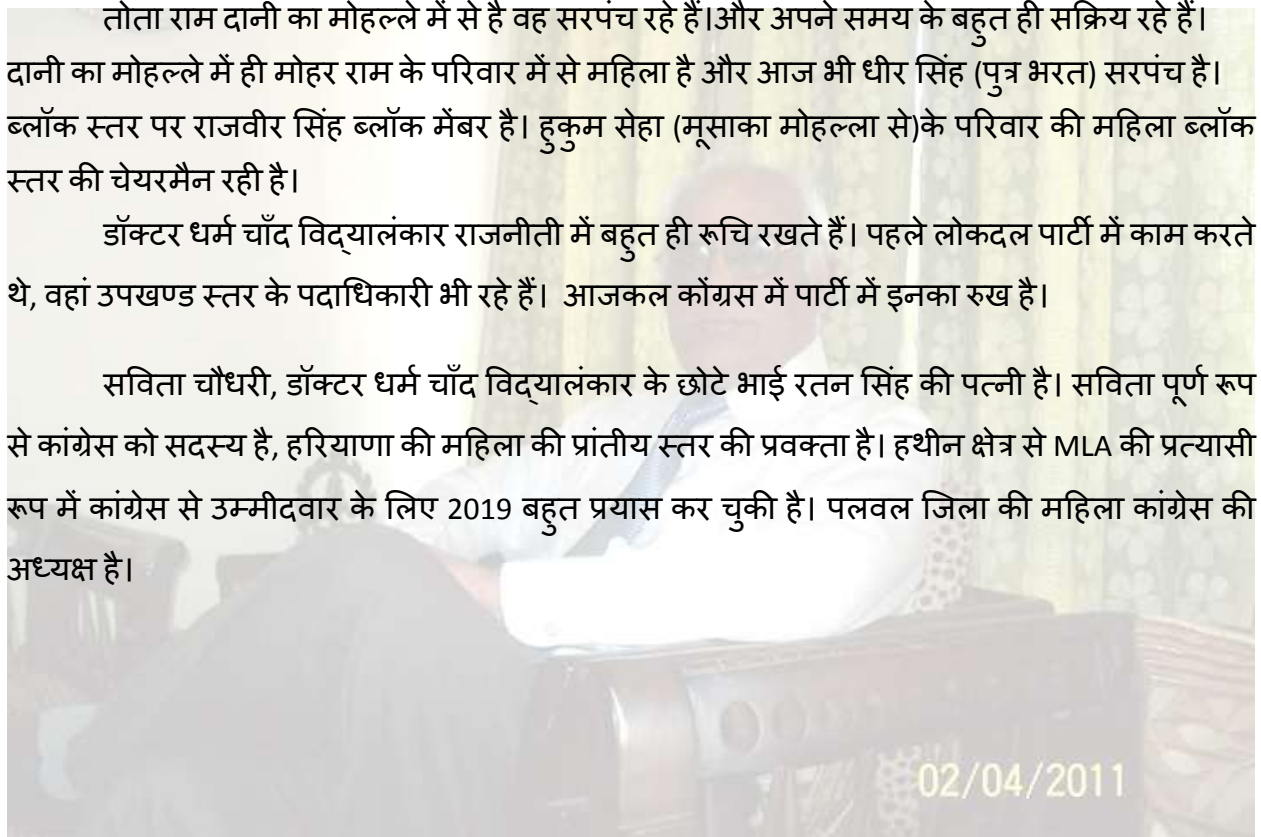 तोता राम दानी का मोहल्ले में से है वह सरपंच रहे हैं।और अपने समय के बहुत ही सक्रिय रहे हैं।
दानी का मोहल्ले में ही मोहर राम के परिवार में से महिला है और आज भी धीर सिंह (पुत्र भरत) सरपंच है।
ब्लॉक स्तर पर राजवीर सिंह ब्लॉक मेंबर है। हुकुम सेहा (मूसाका मोहल्ला से)के परिवार की महिला ब्लॉक
स्तर की चेयरमैन रही है।
डॉक्टर धर्म चाँद विद्यालंकार राजनीती में बहुत ही रूचि रखते हैं। पहले लोकदल पार्टी में काम करते
थे, वहां उपखण्ड स्तर के पदाधिकारी भी रहे हैं। आजकल कोंग्रस में पार्टी में इनका रुख है।
सविता चौधरी, डॉक्टर धर्म चाँद विद्यालंकार के छोटे भाई रतन सिंह की पत्नी है। सविता पूर्ण रूप
से कांग्रेस को सदस्य है, हरियाणा की महिला की प्रांतीय स्तर की प्रवक्ता है। हथीन क्षेत्र से MLA की प्रत्यासी
रूप में कांग्रेस से उम्मीदवार के लिए 2019 बहुत प्रयास कर चुकी है। पलवल जिला की महिला कांग्रेस की
अध्यक्ष है।
02/04/2011